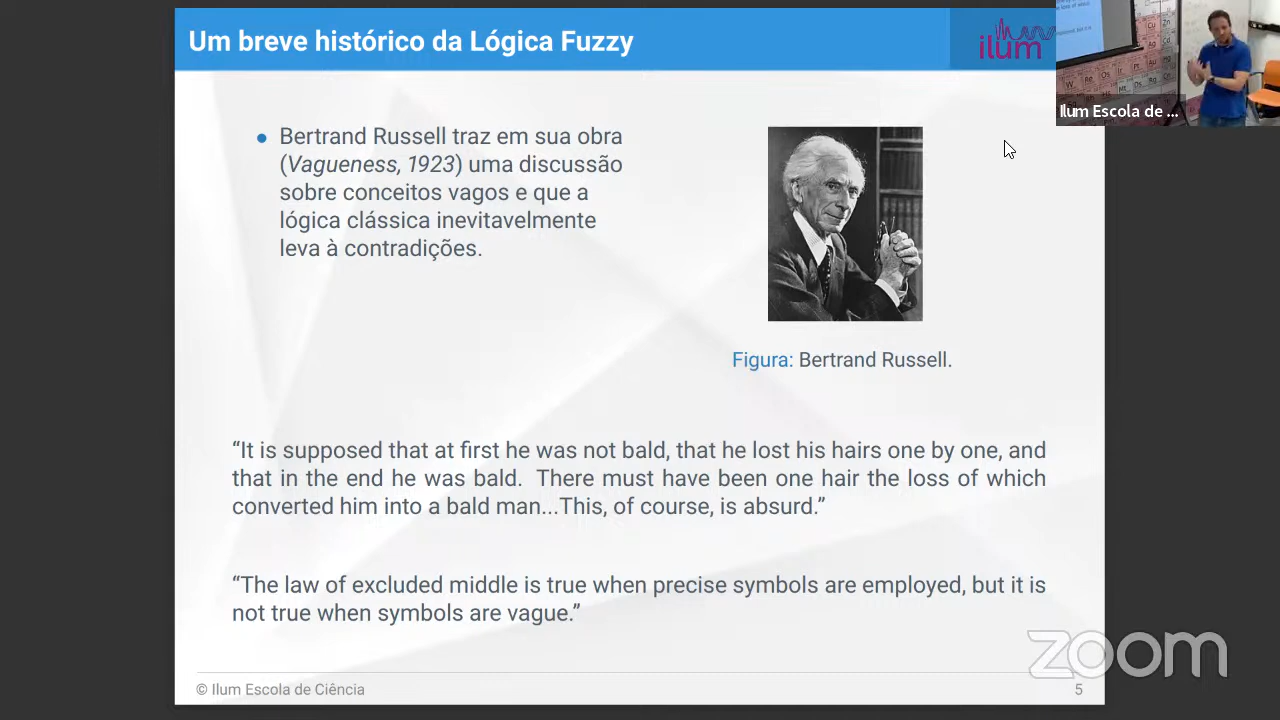 Um breve histórico da Lógica Fuzzy
ilum
Ilum Escola de ...
Bertrand Russell traz em sua obra
(Vagueness, 1923) uma discussão
sobre conceitos vagos e que a
lógica clássica inevitavelmente
leva à contradições.
Figura: Bertrand Russell.
“It is supposed that at first he was not bald, that he lost his hairs one by one, and
that in the end he was bald. There must have been one hair the loss of which
converted him into a bald man...This, of course, is absurd.”
“The law of excluded middle is true when precise symbols are employed, but it is
not true when symbols are vague.”
zoom
© Ilum Escola de Ciência
5